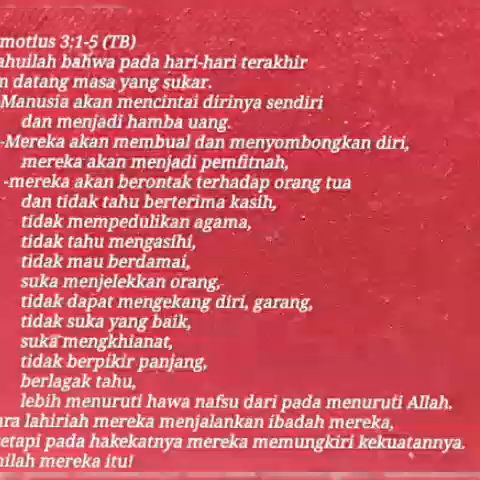 motius 3:1-5 (TB)
ahuilah bahwa pada hari-hari terakhir
n datang masa yang sukar.
Manusia akan mencintai dirinya sendiri
dan menjadi hamba uang.
-Mereka akan membual dan menyombongkan diri,
mereka akan menjadi pemfitnah,
-mereka akan berontak terhadap orang tua
dan tidak tahu berterima kasih,
tidak mempedulikan agama,
tidak tahu mengasihi,
tidak mau berdamai,
suka menjelekkan orang,
tidak dapat mengekang diri, garang,
tidak suka yang baik,
suka mengkhianat,
tidak berpikir panjang,
berlagak tahu,
lebih menuruti hawa nafsu dari pada menuruti Allah.
ara lahiriah mereka menjalankan ibadah mereka,
etapi pada hakekatnya mereka memungkiri kekuatannya.
hilah mereka itu!